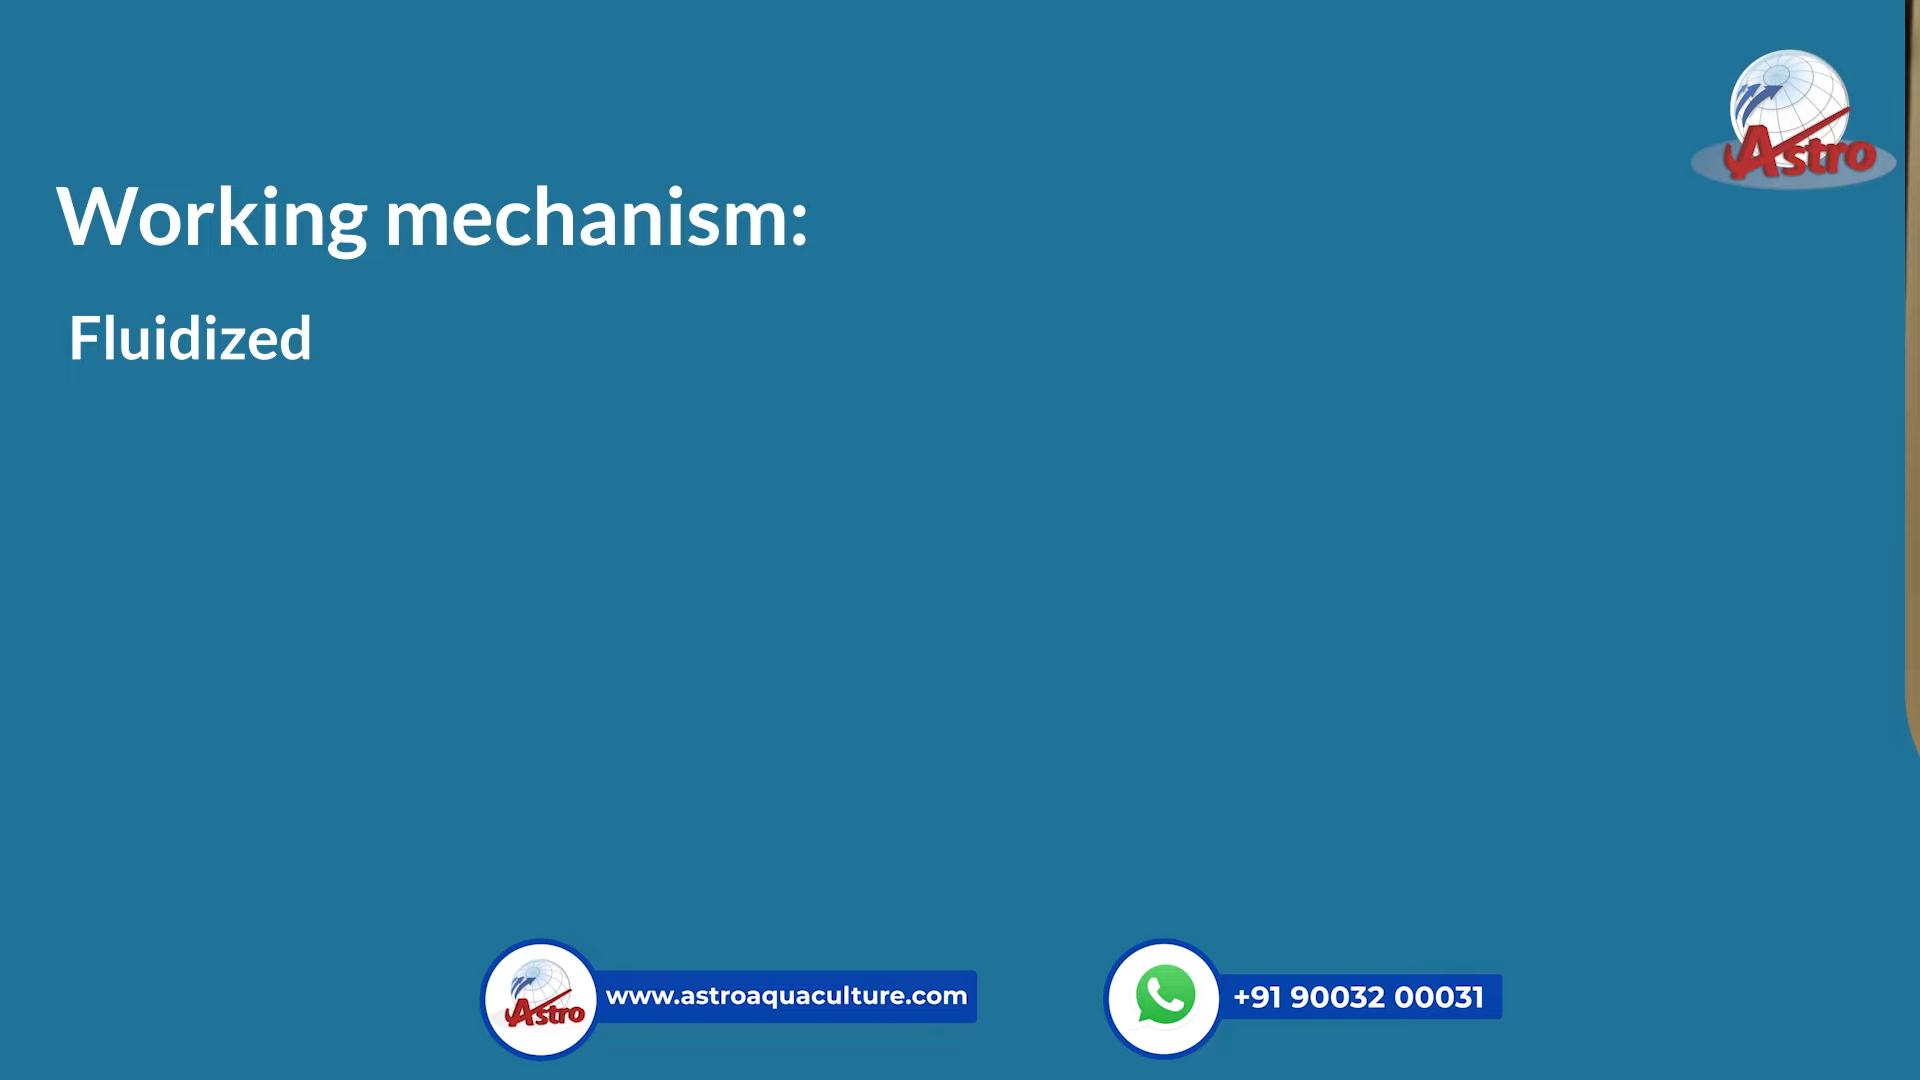 Astro
Working mechanism:
Fluidized
Astro
www.astroaquaculture.com
+91 90032 00031